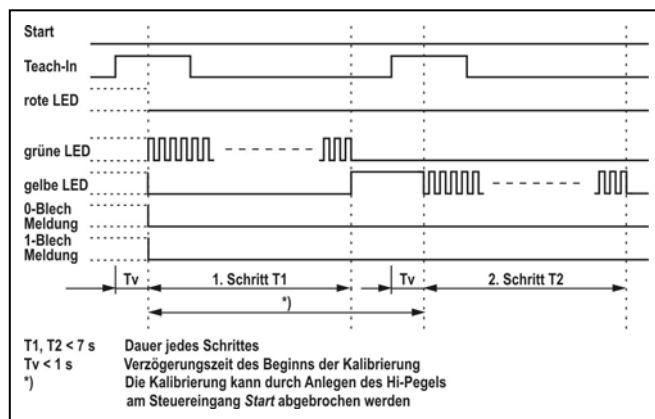 Start
Teach-In
rote LED
grüne LED
gelbe LED
0-Blech
Meldung
1-Blech
Meldung
Tv 1. Schritt T1 Tv 2. Schritt T2
*)
T1, T2 < 7 s Dauer jedes Schrittes
Tv < 1 s Verzögerungszeit des Beginns der Kalibrierung
*) Die Kalibrierung kann durch Anlegen des Hi-Pegels
am Steuereingang Start abgebrochen werden